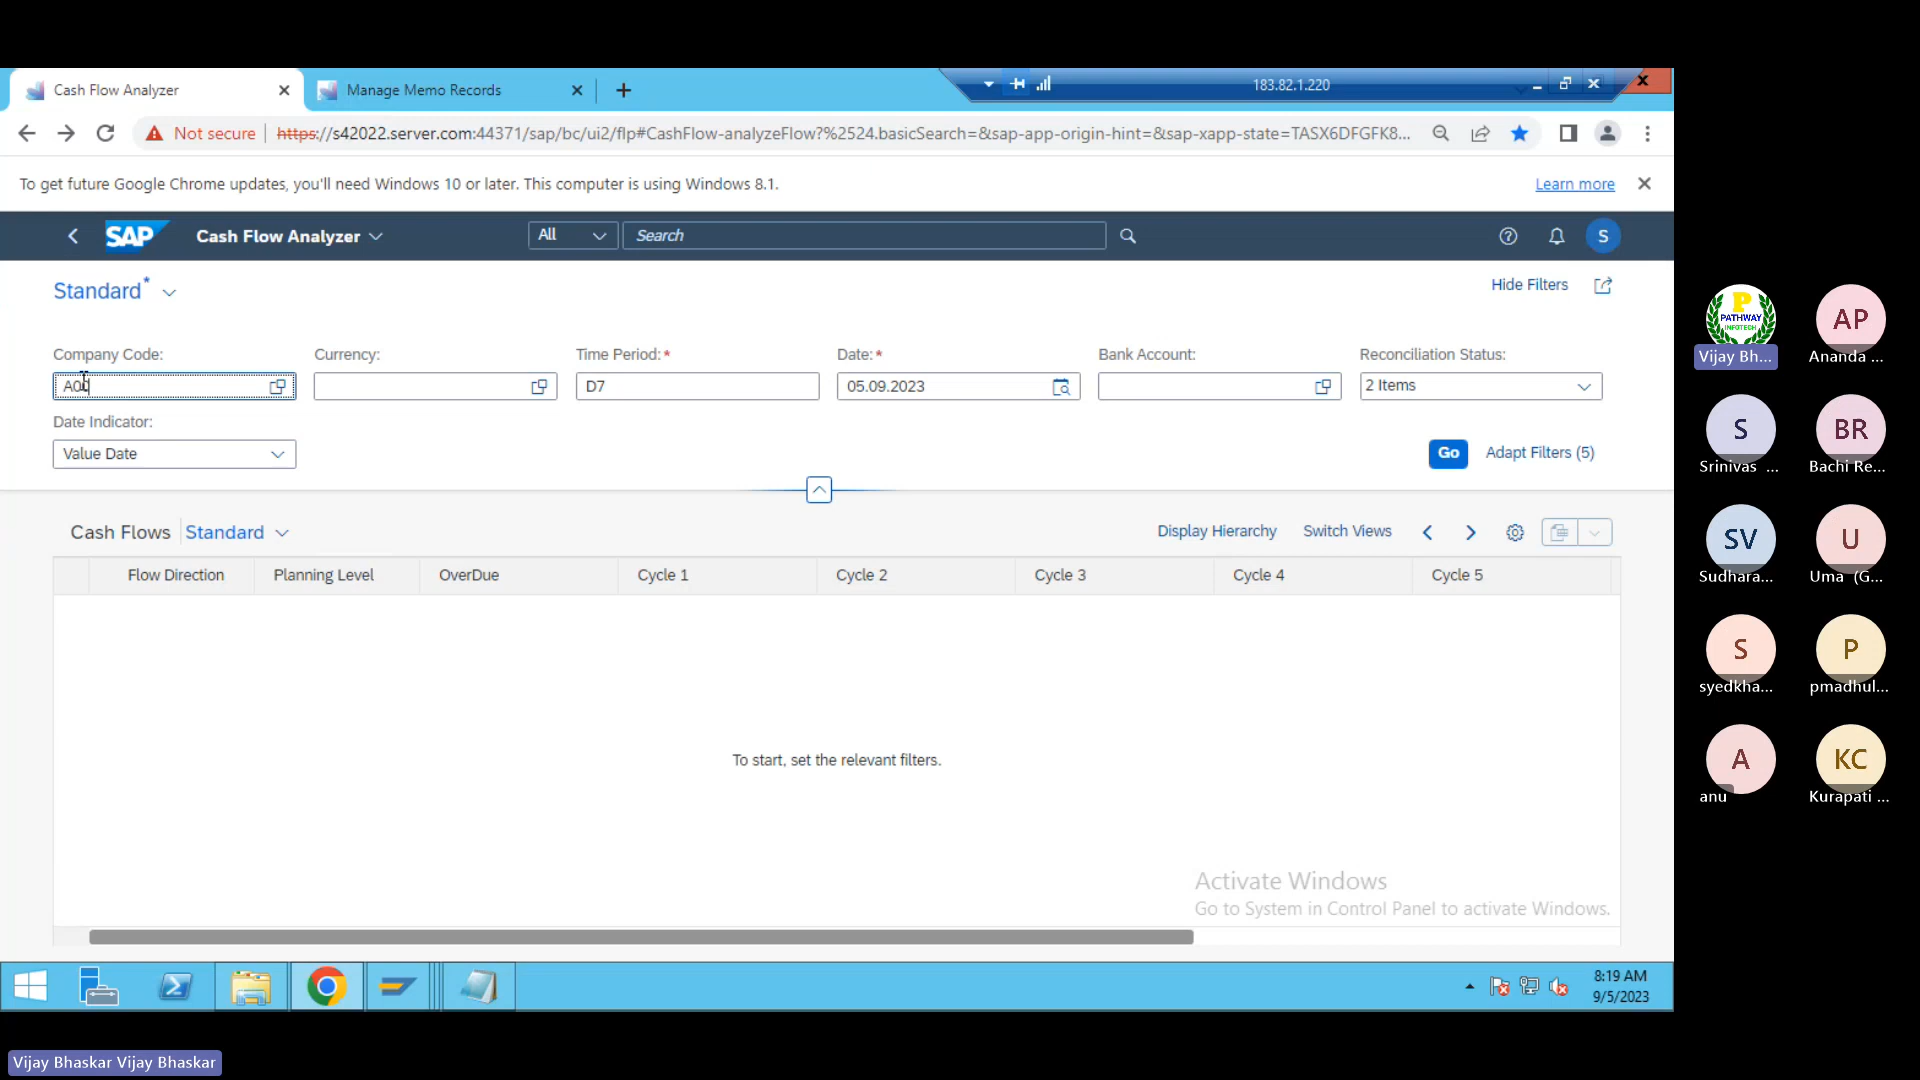 Cash Flow Analyzer
Manage Memo Records
183.82.1.220
Not secure
https://s42022.server.com:44371/sap/bc/ui2/flp#CashFlow-analyzeFlow?%2524.basicSearch=&sap-app-origin-hint=&sap-xapp-state=TASX6DFGFK8...
To get future Google Chrome updates, you'll need Windows 10 or later. This computer is using Windows 8.1.
Learn more
SAP
Cash Flow Analyzer
All
Search
S
Standard*
Hide Filters
Company Code:
Currency:
Time Period:*
Date:*
Bank Account:
Reconciliation Status:
D7
05.09.2023
2 Items
Date Indicator:
Value Date
Go
Adapt Filters (5)
Cash Flows
Standard
Display Hierarchy
Switch Views
Flow Direction
Planning Level
OverDue
Cycle 1
Cycle 2
Cycle 3
Cycle 4
Cycle 5
To start, set the relevant filters.
Activate Windows
Go to System in Control Panel to activate Windows.
8:19 AM
9/5/2023
P
PATHWAY
INFOTECH
Vijay Bh...
AP
Ananda ...
S
Srinivas ...
BR
Bachi Re...
SV
Sudhara...
U
Uma (G...
S
syedkha...
P
pmadhul...
A
anu
KC
Kurapati ...
Vijay Bhaskar Vijay Bhaskar